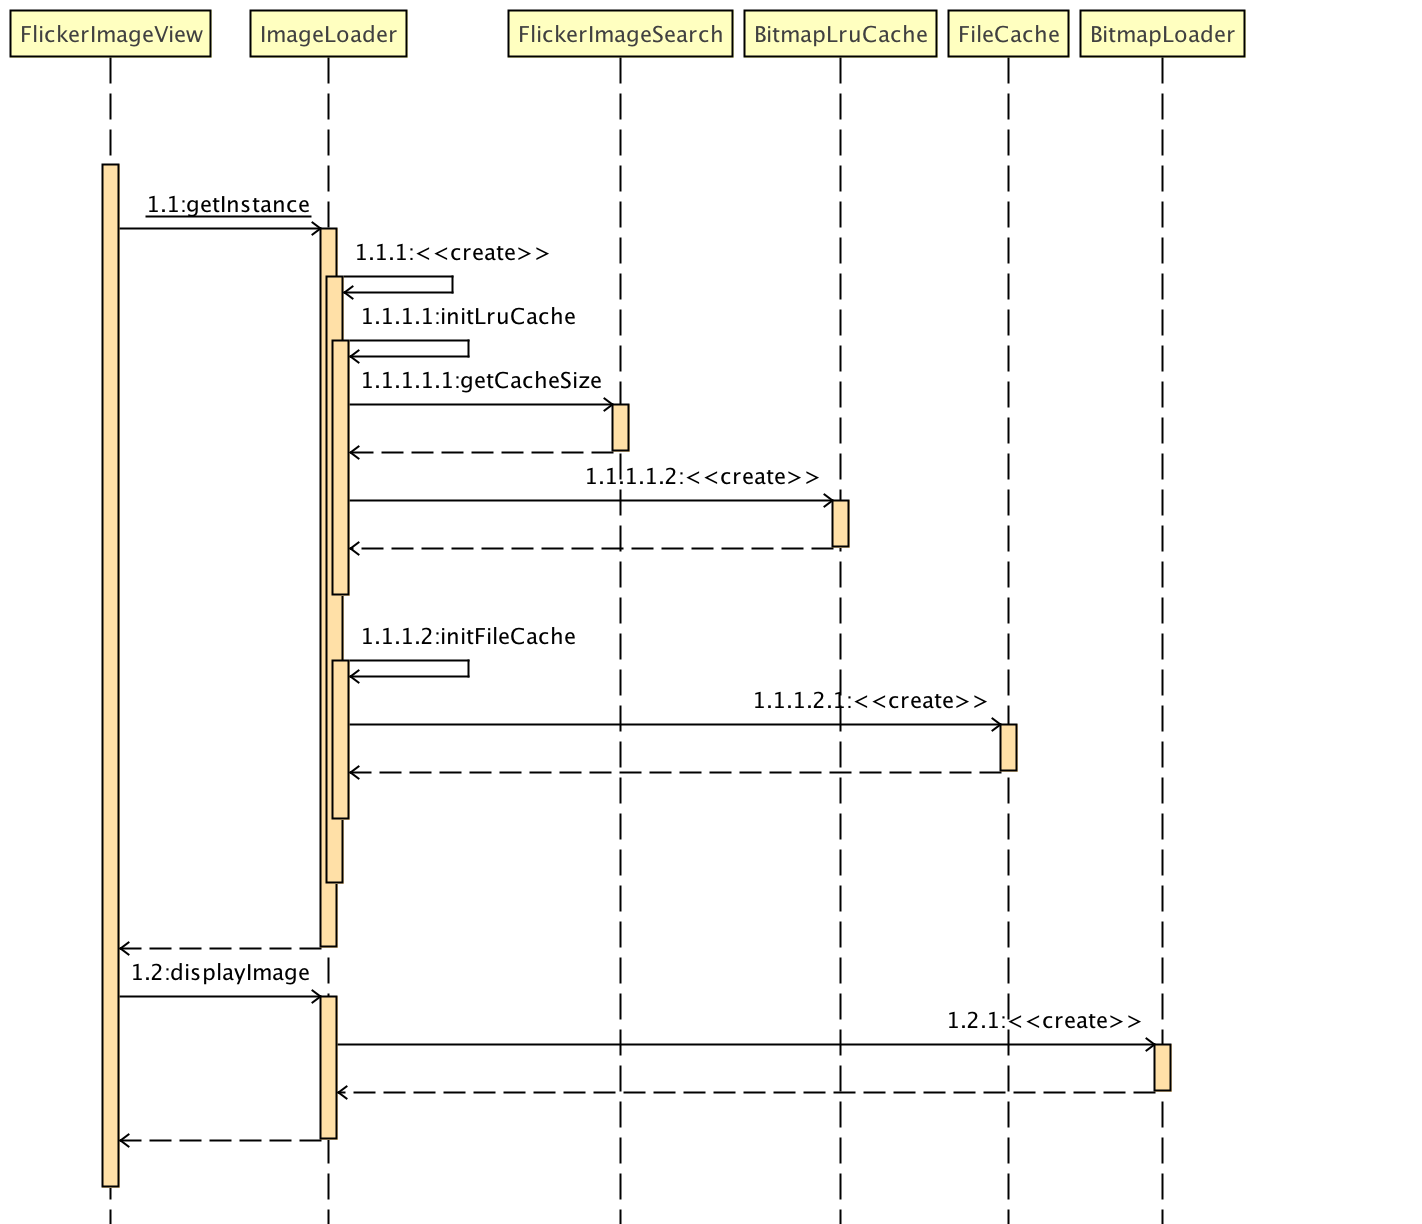 FlickerImageView ImageLoader FlickerImageSearch BitmapLruCache FileCache BitmapLoader
1.1:getInstance
1.1.1:<<create>>
1.1.1.1:initLruCache
1.1.1.1.1:getCacheSize
1.1.1.1.2:<<create>>
1.1.1.2:initFileCache
1.1.1.2.1:<<create>>
1.2:displayImage
1.2.1:<<create>>